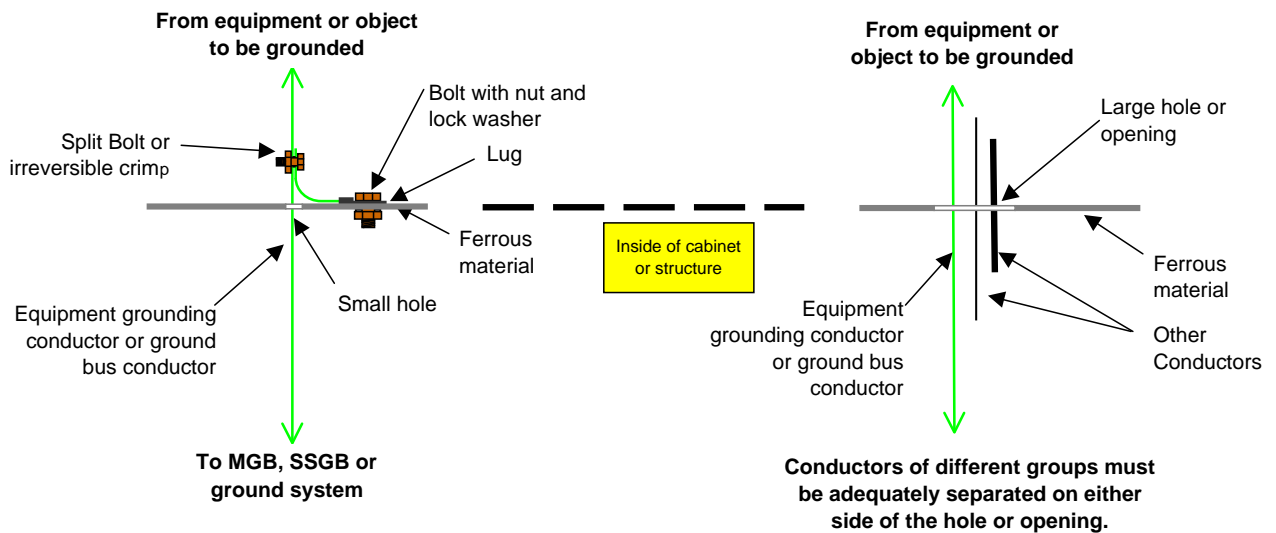 From equipment or object
to be grounded
Bolt with nut and
lock washer
Split Bolt or
irreversible crimp
Lug
Ferrous
material
Small hole
Equipment grounding
conductor or ground
bus conductor
To MGB, SSGB or
ground system
Inside of cabinet
or structure
From equipment or
object to be grounded
Large hole or
opening
Ferrous
material
Equipment
grounding conductor
or ground bus
conductor
Other
Conductors
Conductors of different groups must
be adequately separated on either
side of the hole or opening.